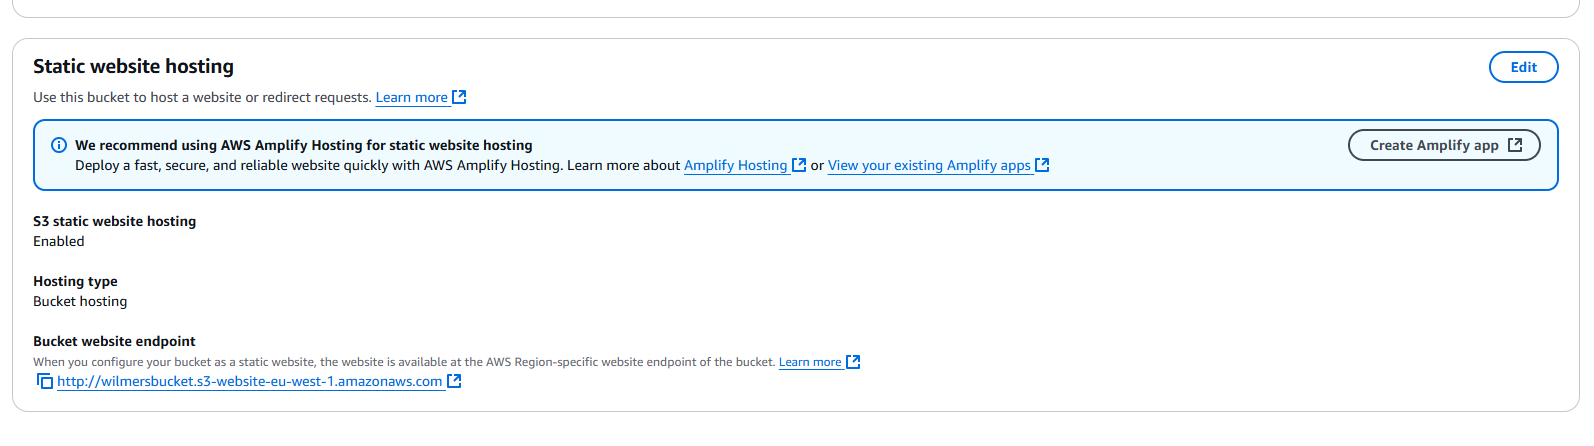 Static website hosting
Edit
Use this bucket to host a website or redirect requests. Learn more
We recommend using AWS Amplify Hosting for static website hosting
Deploy a fast, secure, and reliable website quickly with AWS Amplify Hosting. Learn more about Amplify Hosting or View your existing Amplify apps
Create Amplify app
S3 static website hosting
Enabled
Hosting type
Bucket hosting
Bucket website endpoint
When you configure your bucket as a static website, the website is available at the AWS Region-specific website endpoint of the bucket. Learn more
http://wilmersbucket.s3-website-eu-west-1.amazonaws.com